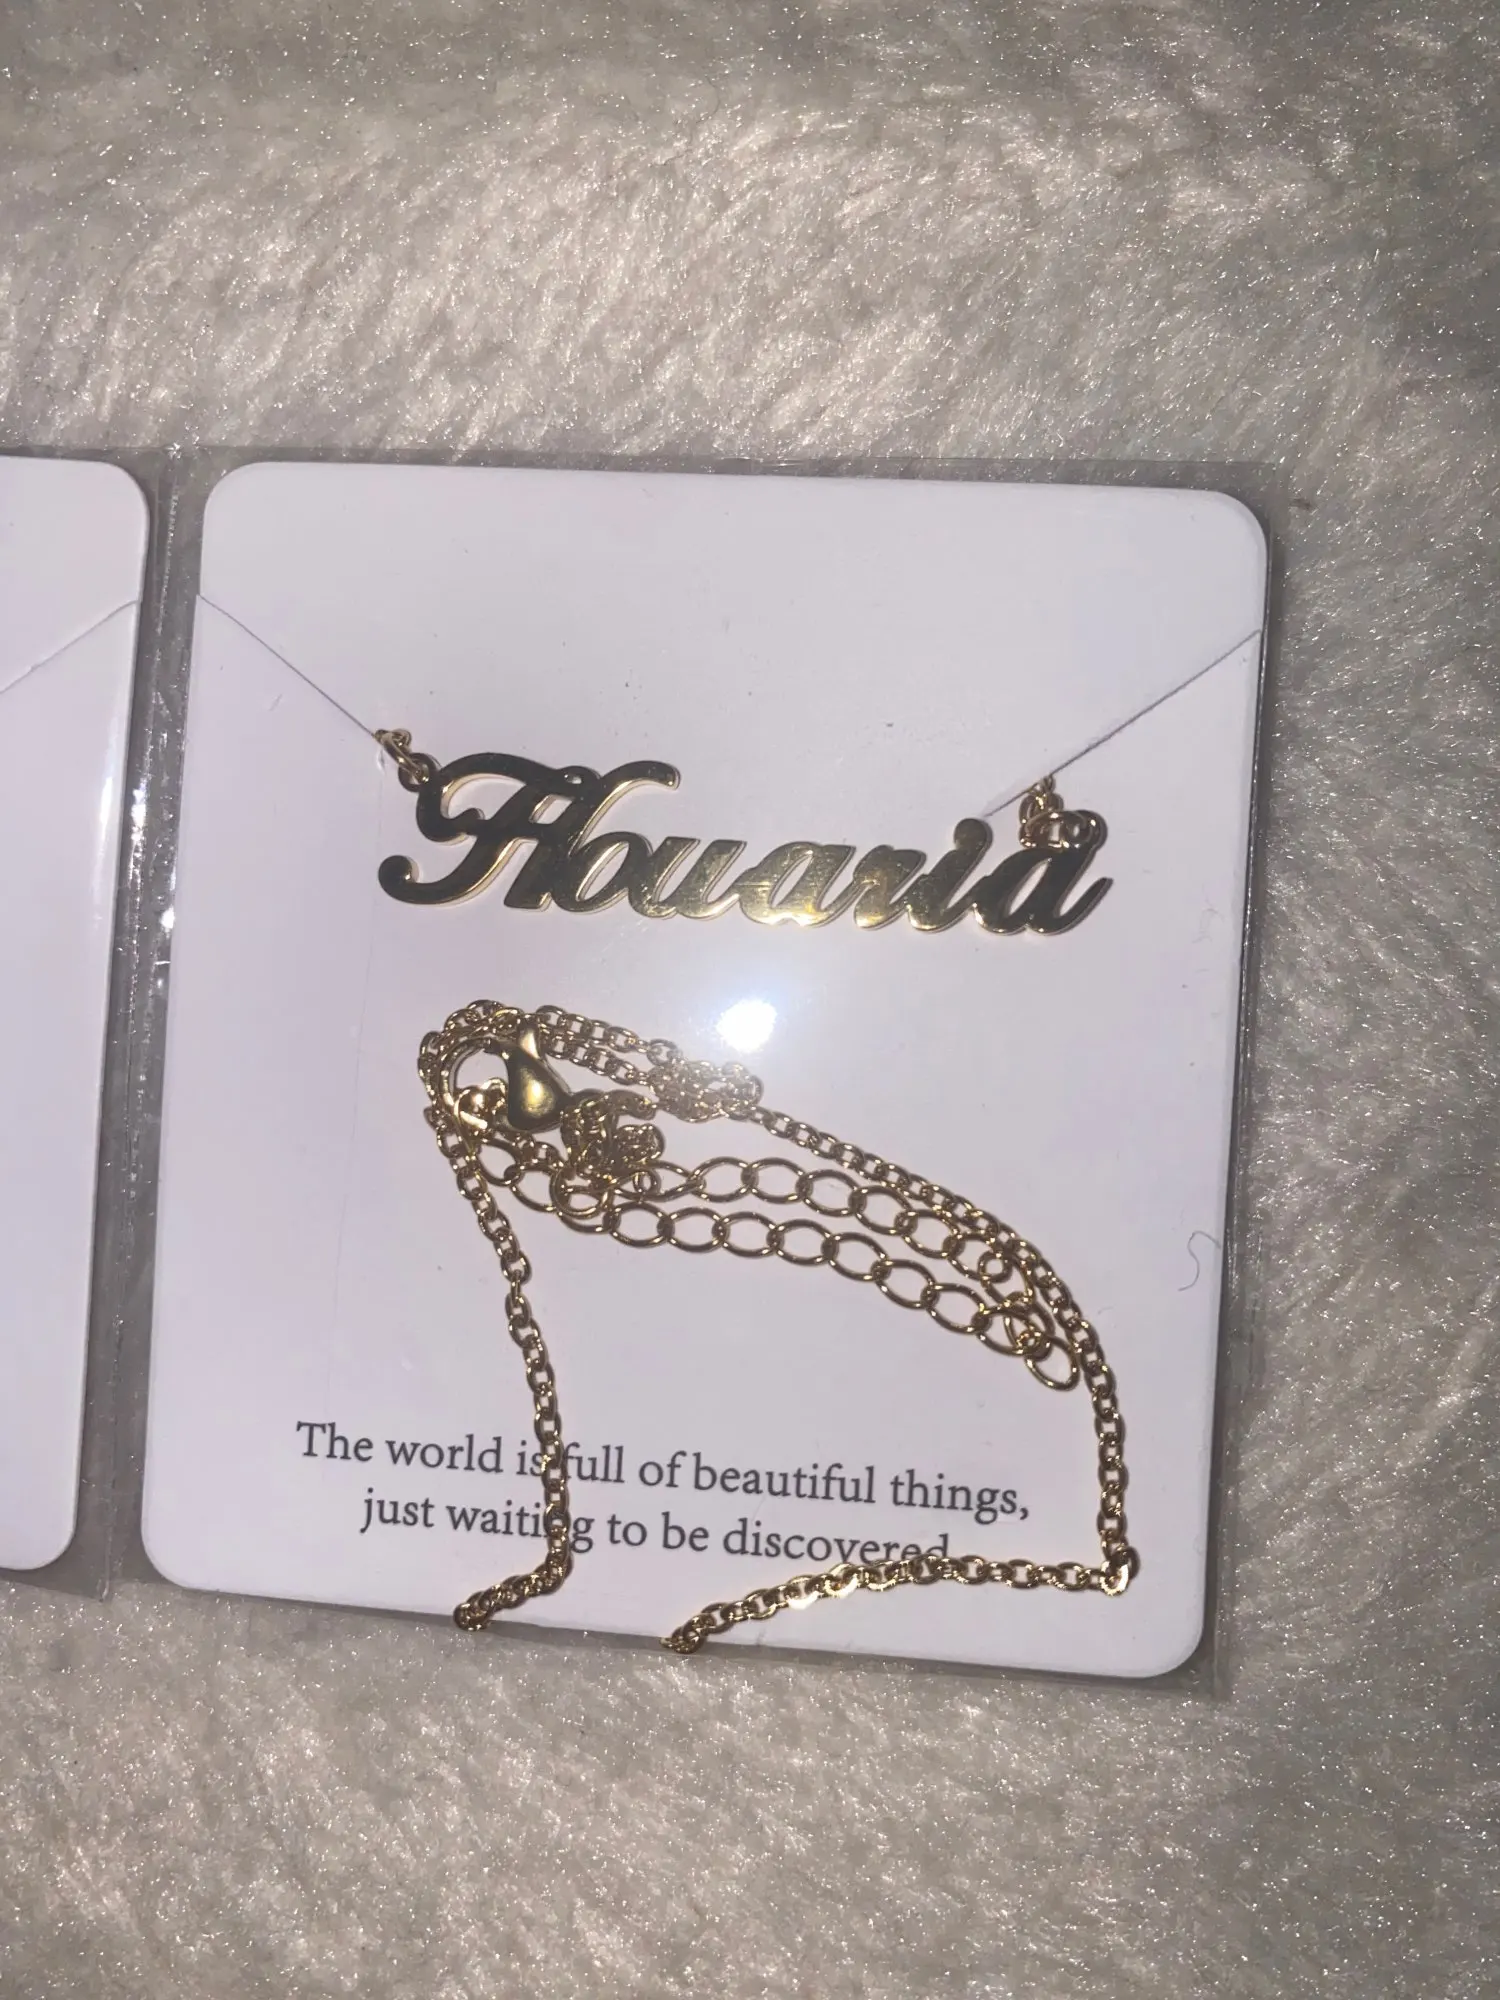 Houaria
The world is full of beautiful things,
just waiting to be discovered